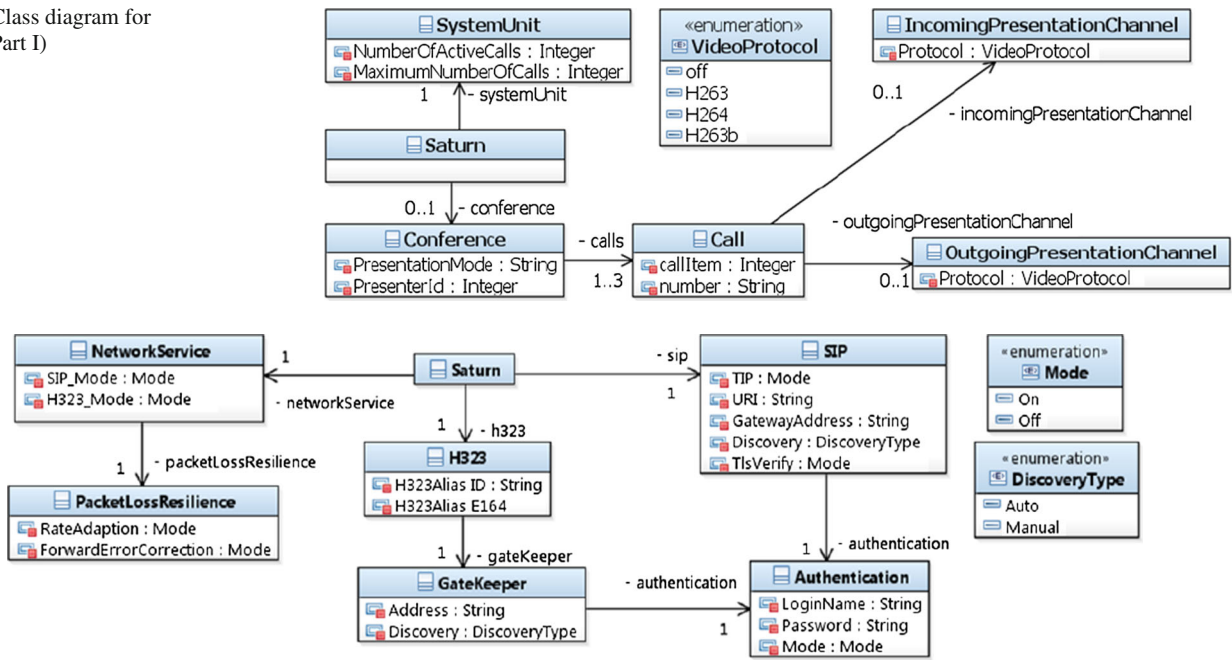 Class diagram for
Part I)
SystemUnit
NumberOfActiveCalls : Integer
MaximumNumberOfCalls : Integer
1
- systemUnit
Saturn
0..1
- conference
Conference
PresentationMode : String
PresenterId : Integer
- calls
1..3
Call
callItem : Integer
number : String
«enumeration»
VideoProtocol
off
H263
H264
H263b
IncomingPresentationChannel
Protocol : VideoProtocol
0..1
- incomingPresentationChannel
- outgoingPresentationChannel
0..1
OutgoingPresentationChannel
Protocol : VideoProtocol
NetworkService
SIP_Mode : Mode
H323_Mode : Mode
1
- networkService
Saturn
- sip
1
SIP
TIP : Mode
URI : String
GatewayAddress : String
Discovery : DiscoveryType
TlsVerify : Mode
«enumeration»
Mode
On
Off
1
- packetLossResilience
PacketLossResilience
RateAdaption : Mode
ForwardErrorCorrection : Mode
1
- h323
H323
H323Alias ID : String
H323Alias E164
«enumeration»
DiscoveryType
Auto
Manual
1
- gateKeeper
GateKeeper
Address : String
Discovery : DiscoveryType
- authentication
1
1
- authentication
Authentication
LoginName : String
Password : String
Mode : Mode